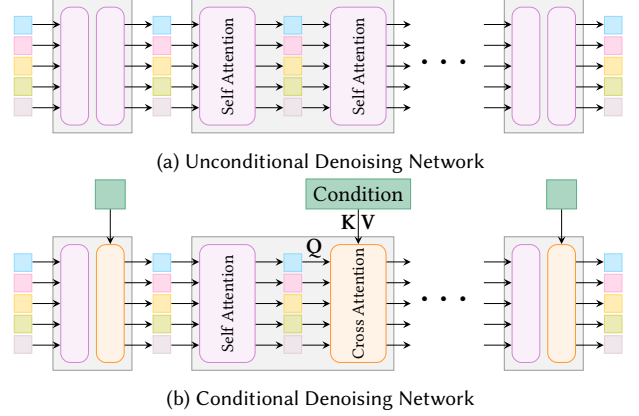 Self Attention
Self Attention
(a) Unconditional Denoising Network
Condition
K V
Q
Self Attention
Cross Attention
(b) Conditional Denoising Network